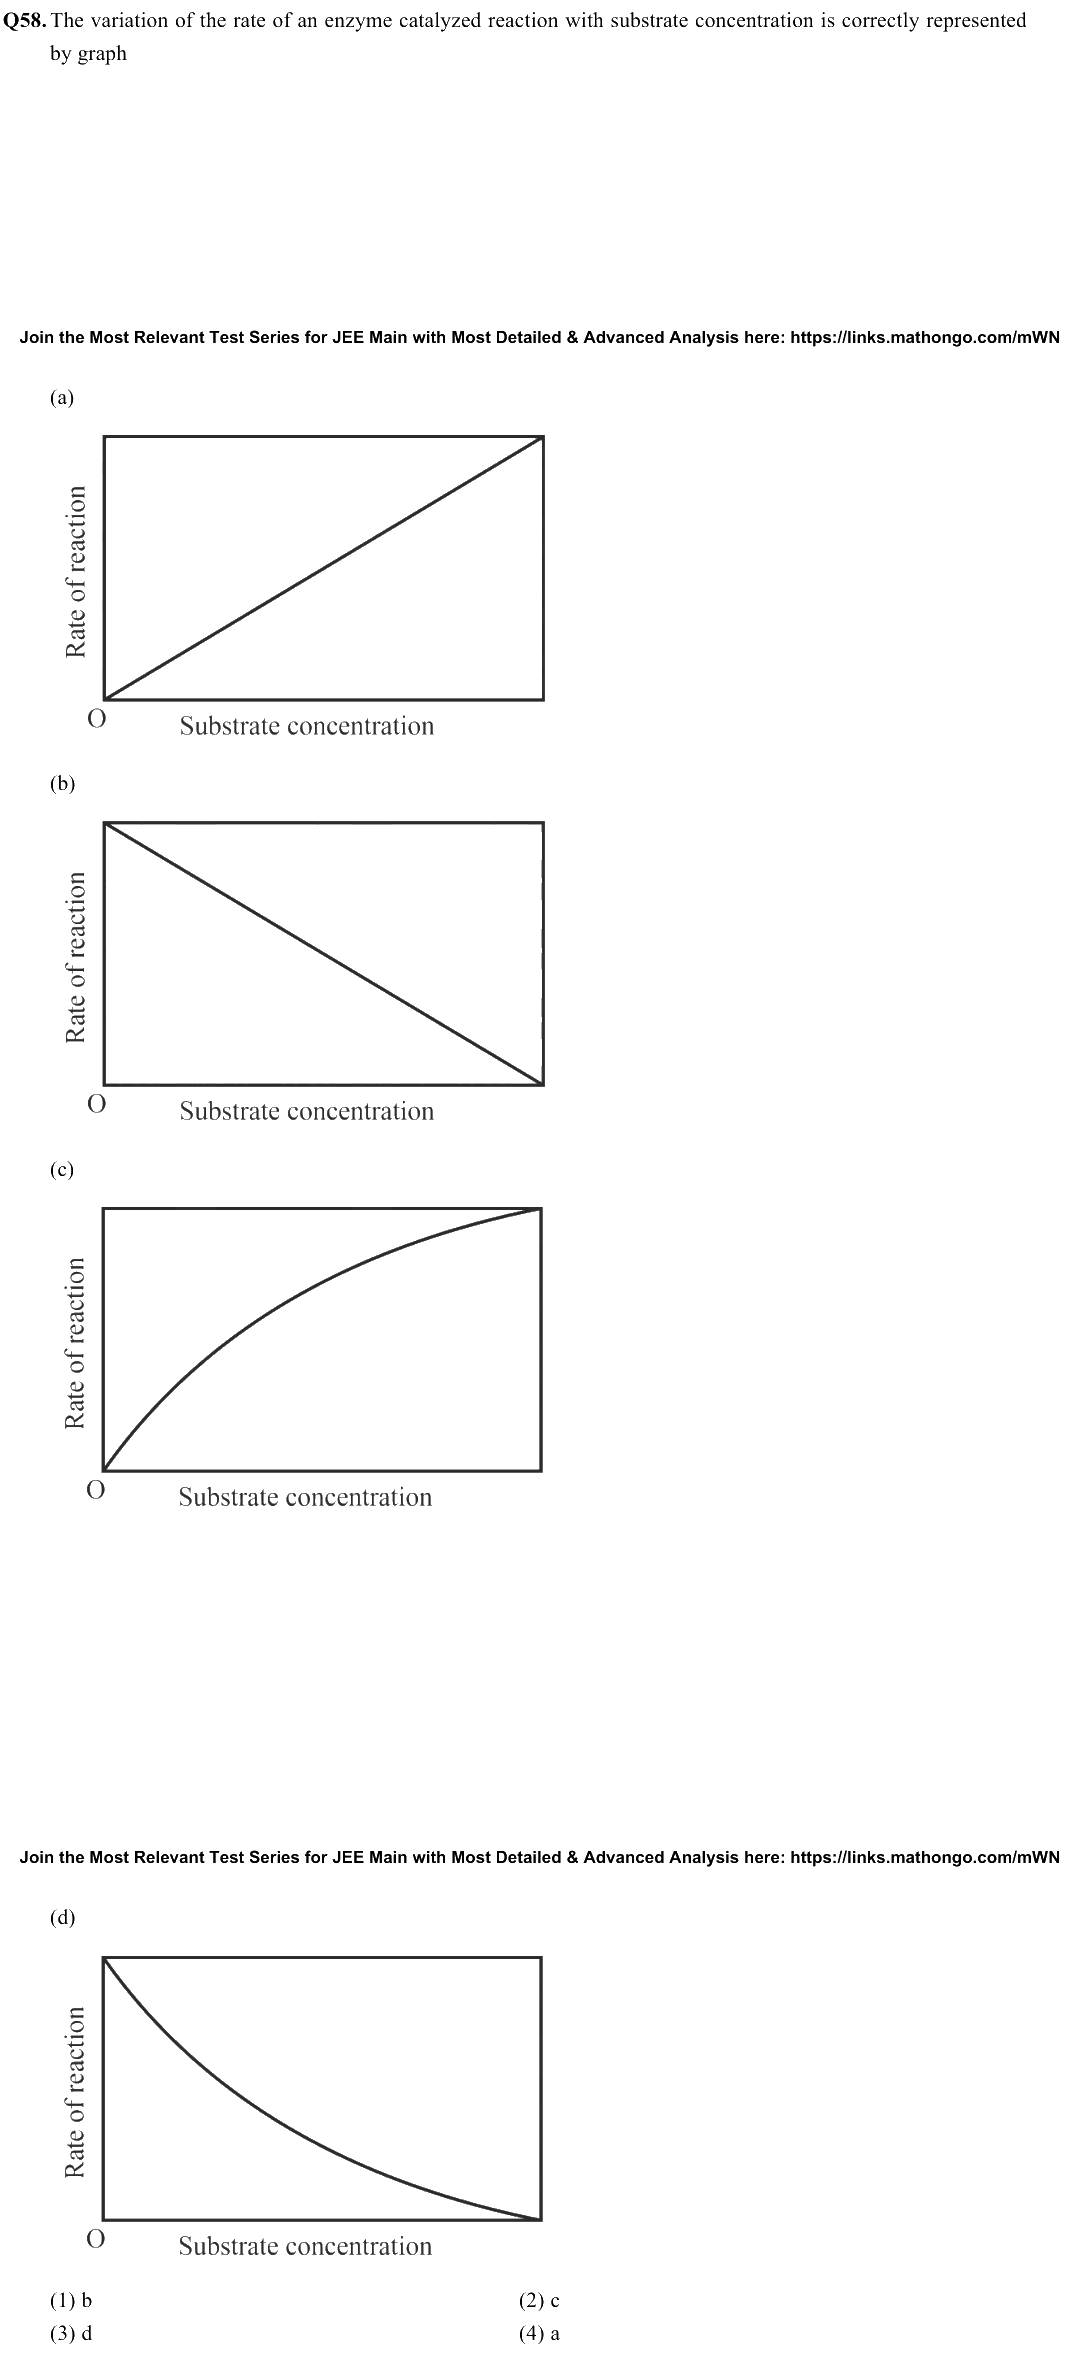 Q58. The variation of the rate of an enzyme catalyzed reaction with substrate concentration is correctly represented
by graph
Join the Most Relevant Test Series for JEE Main with Most Detailed & Advanced Analysis here: https://links.mathongo.com/mWN
(a)
Rate of reaction
O
Substrate concentration
(b)
Rate of reaction
O
Substrate concentration
(c)
Rate of reaction
O
Substrate concentration
Join the Most Relevant Test Series for JEE Main with Most Detailed & Advanced Analysis here: https://links.mathongo.com/mWN
(d)
Rate of reaction
O
Substrate concentration
(1) b (2) c
(3) d (4) a